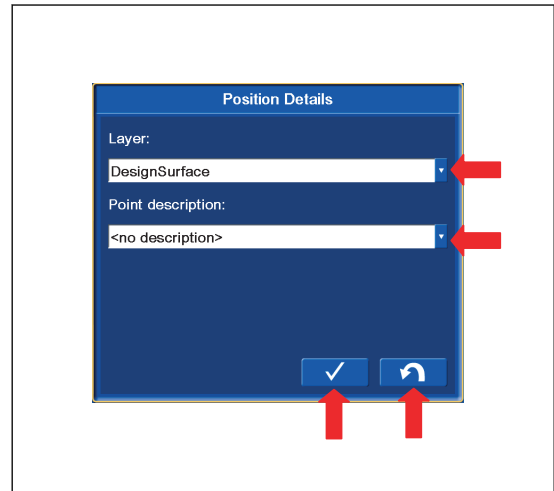 Position Details
Layer:
DesignSurface
Point description:
<no description>